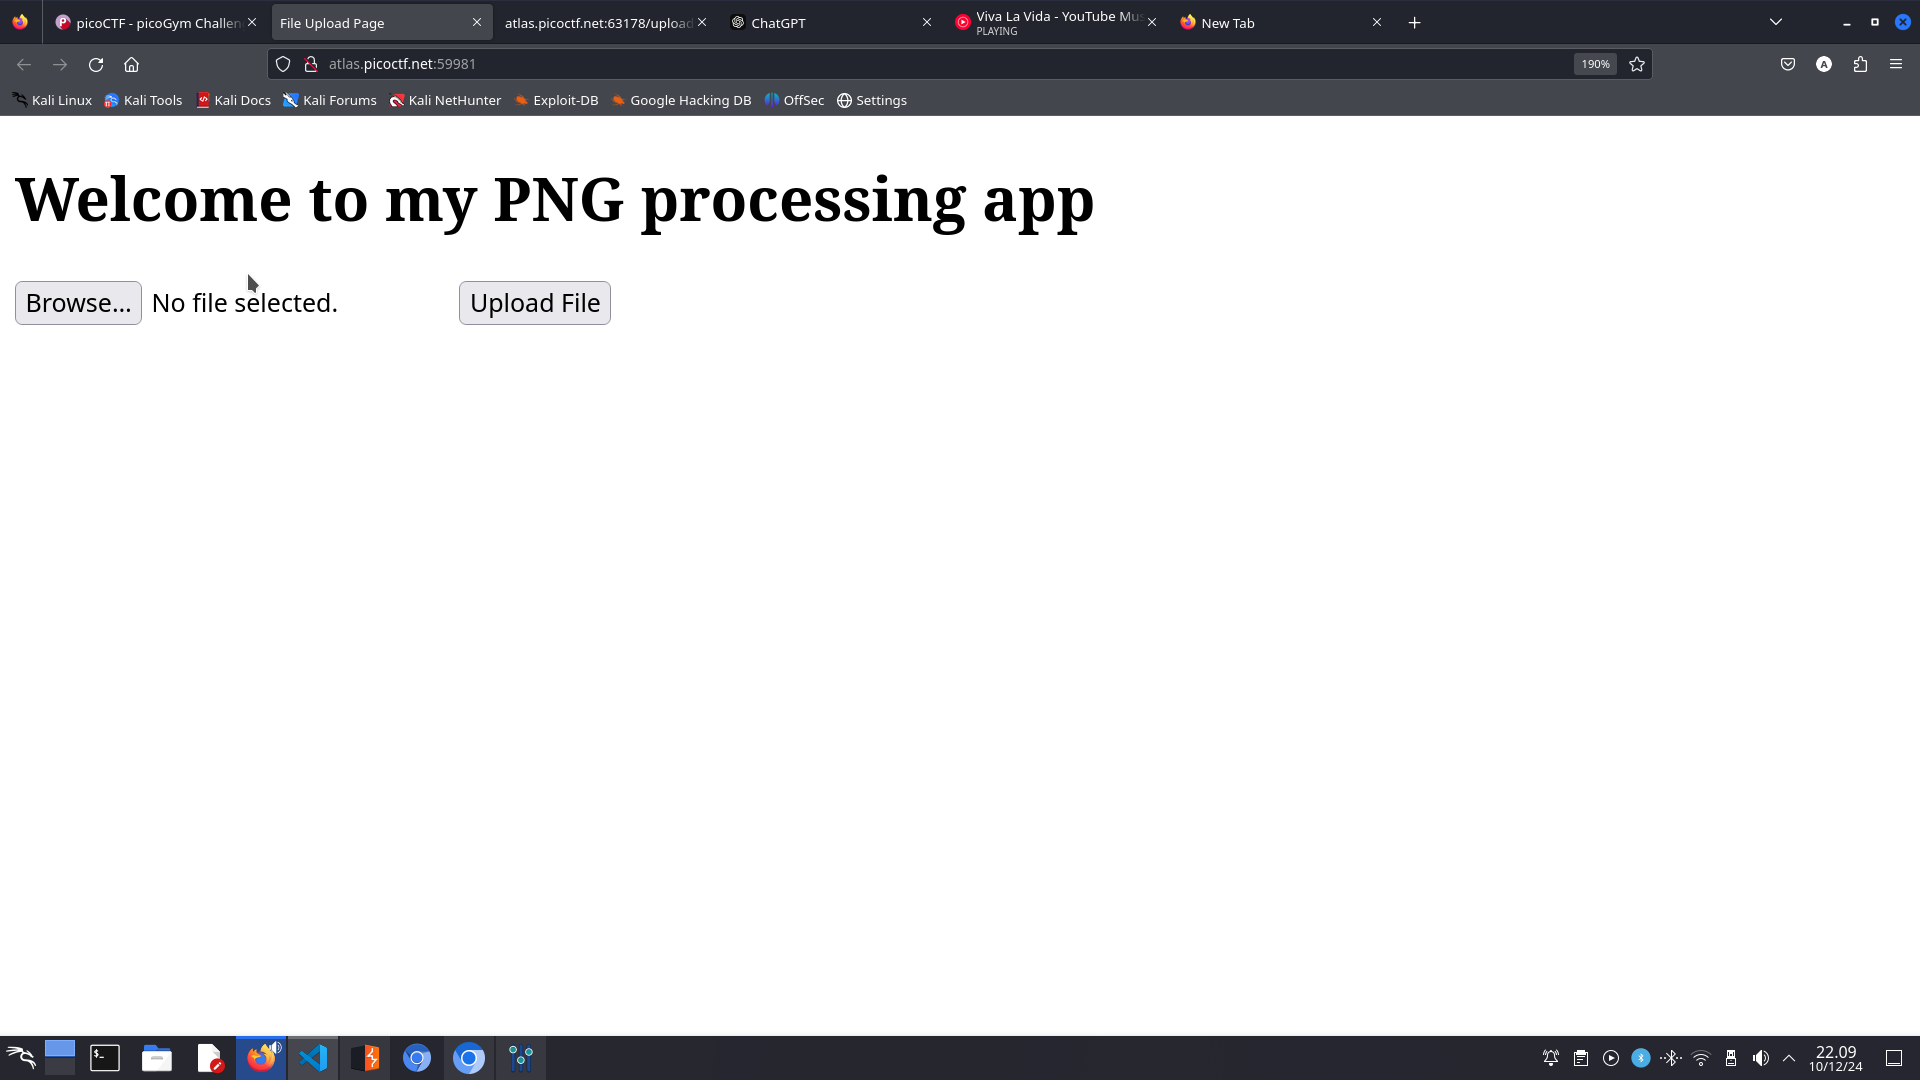 picoCTF - picoGym Challen
File Upload Page
atlas.picoctf.net:63178/upload
ChatGPT
Viva La Vida - YouTube Mus
PLAYING
New Tab
atlas.picoctf.net:59981
190%
A
Kali Linux
Kali Tools
Kali Docs
Kali Forums
Kali NetHunter
Exploit-DB
Google Hacking DB
OffSec
Settings
Welcome to my PNG processing app
Browse...
No file selected.
Upload File
$_
22.09
10/12/24